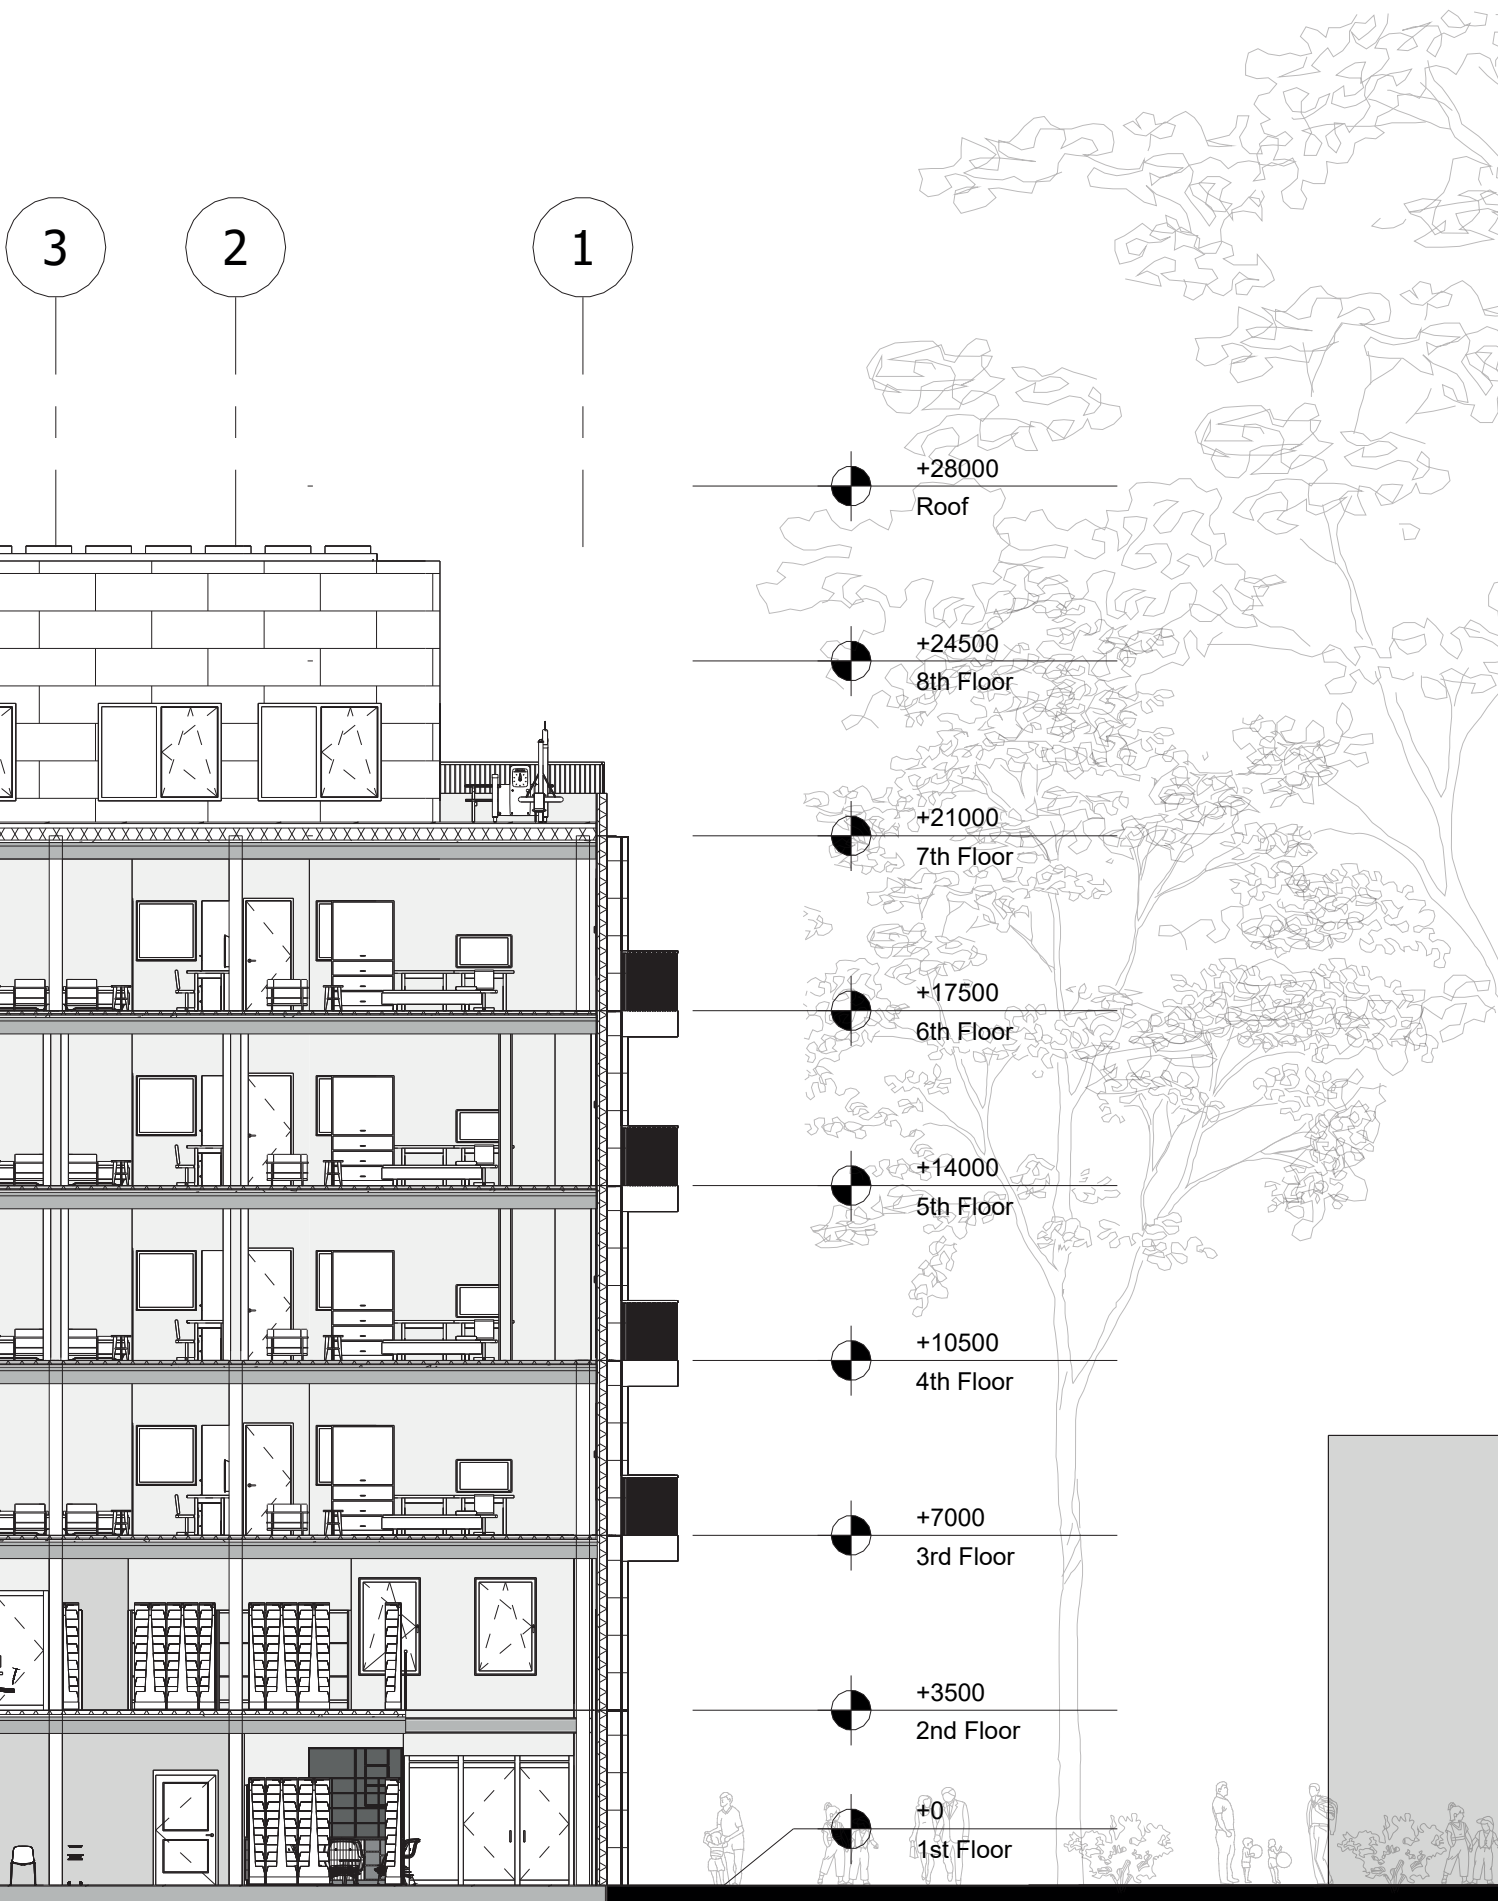 3 2 1
+28000
Roof
+24500
8th Floor
+21000
7th Floor
+17500
6th Floor
+14000
5th Floor
+10500
4th Floor
+7000
3rd Floor
+3500
2nd Floor
+0
1st Floor